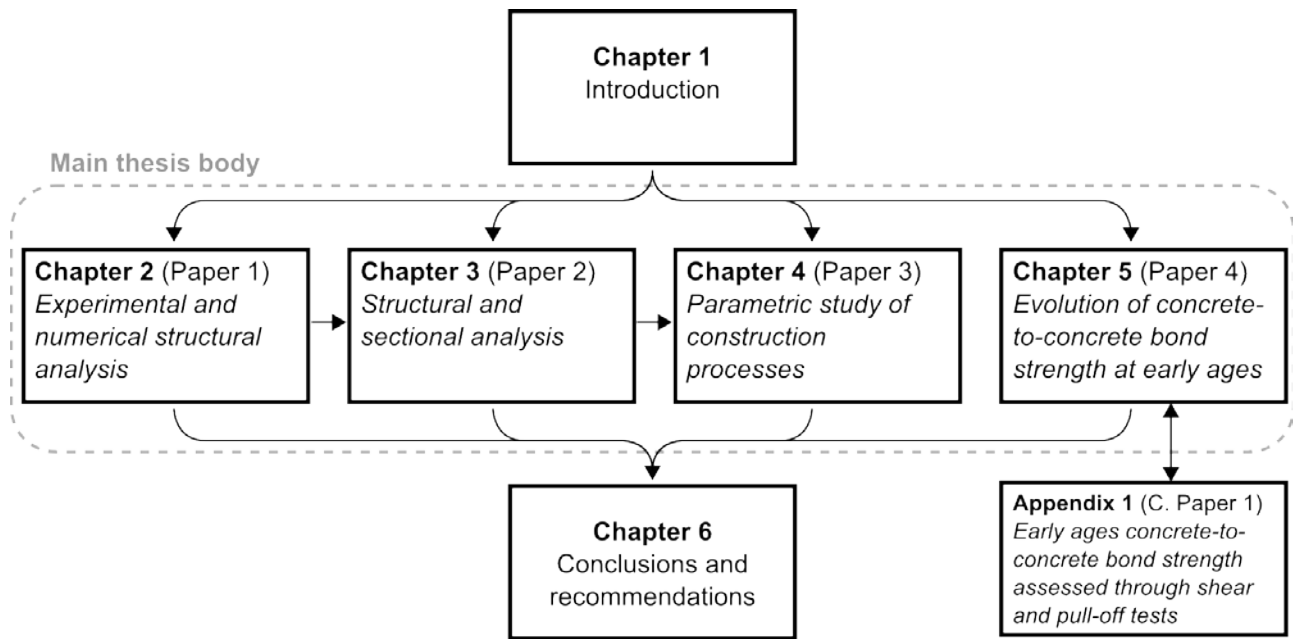 Chapter 1
Introduction
Main thesis body
Chapter 2 (Paper 1)
Experimental and
numerical structural
analysis
Chapter 3 (Paper 2)
Structural and
sectional analysis
Chapter 4 (Paper 3)
Parametric study of
construction
processes
Chapter 5 (Paper 4)
Evolution of concrete-
to-concrete bond
strength at early ages
Chapter 6
Conclusions and
recommendations
Appendix 1 (C. Paper 1)
Early ages concrete-to-
concrete bond strength
assessed through shear
and pull-off tests